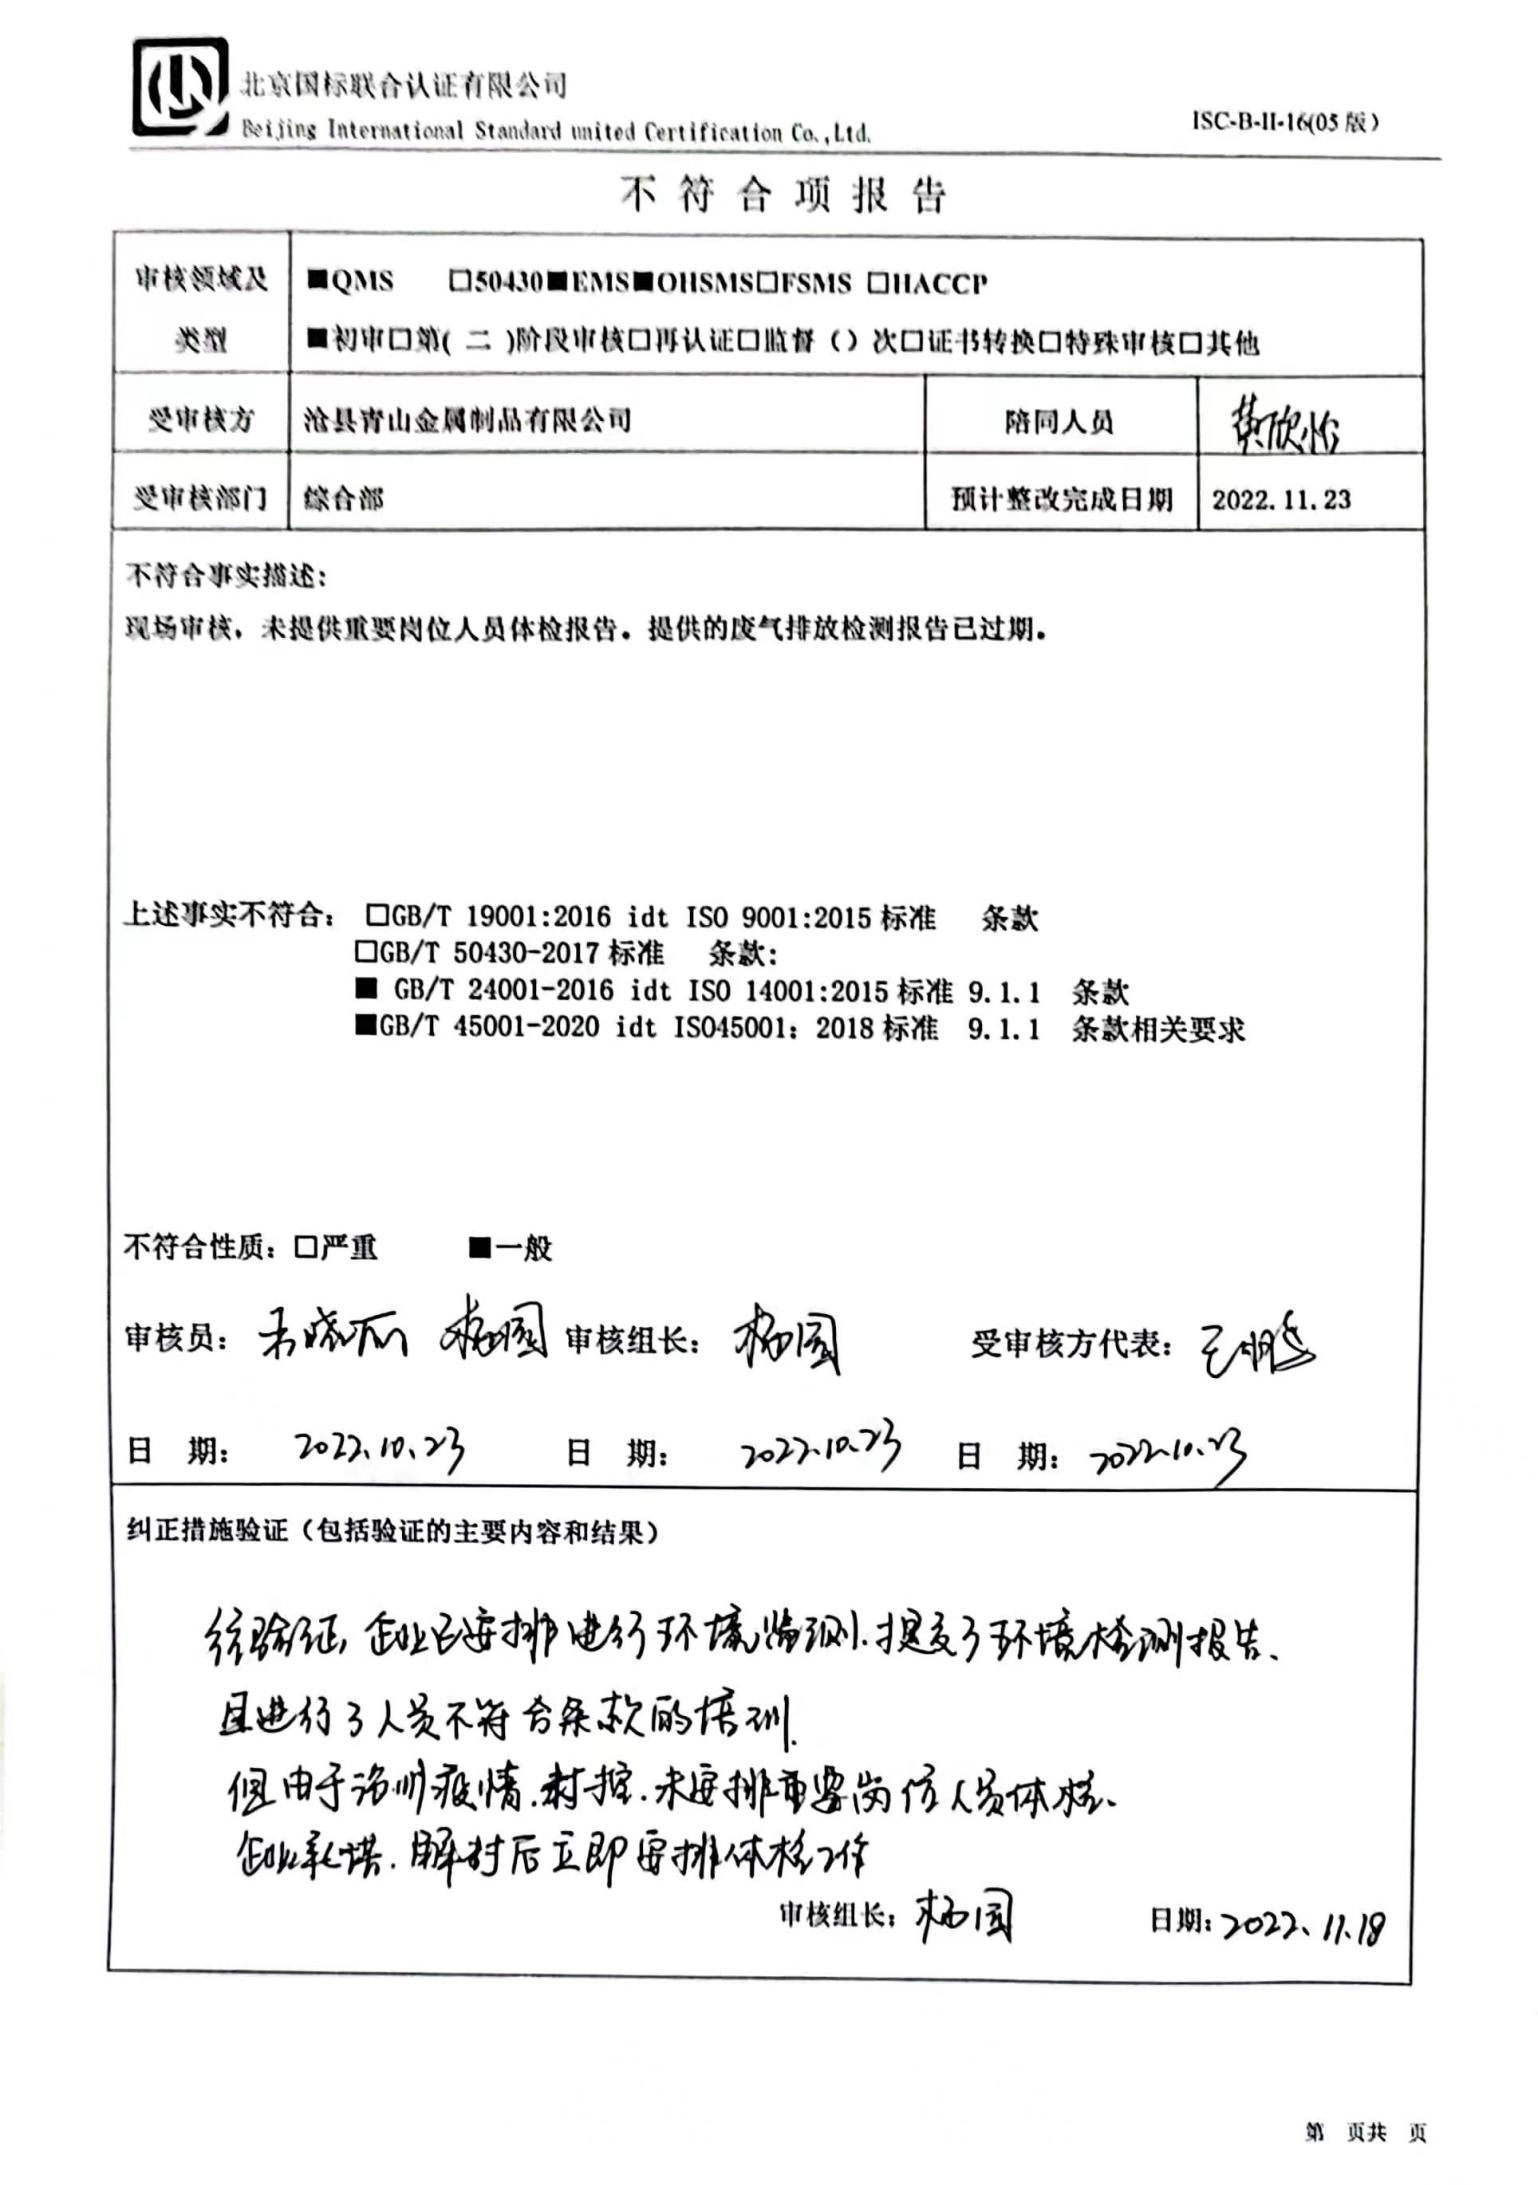 北京国标联合认证有限公司
Beijing International Standard united Certification Co.,Ltd.
ISC-B-II-16(05版)
不符合项报告
审核领域及类型
■QMS □50430■EMS■OHSMS□FSMS □HACCP
■初审□第( 二 )阶段审核□再认证□监督（）次□证书转换□特殊审核□其他
受审核方 沧县青山金属制品有限公司 陪同人员 黄欣怡
受审核部门 综合部 预计整改完成日期 2022.11.23
不符合事实描述：
现场审核，未提供重要岗位人员体检报告。提供的废气排放检测报告已过期。
上述事实不符合： □GB/T 19001:2016 idt ISO 9001:2015标准 条款
□GB/T 50430-2017标准 条款：
■ GB/T 24001-2016 idt ISO 14001:2015标准 9.1.1 条款
■GB/T 45001-2020 idt ISO45001：2018标准 9.1.1 条款相关要求
不符合性质：□严重 ■一般
审核员： 杨园 审核组长： 杨园 受审核方代表：
日 期： 2022.10.23 日 期： 2022.10.23 日 期： 2022.10.23
纠正措施验证（包括验证的主要内容和结果）
经验证，企业已安排进行环境监测.提交了环境检测报告、
且进行了人员不符合条款的培训.
但由于沧州疫情.封控.未安排重要岗位人员体检、
企业承诺.解封后立即安排体检工作
审核组长：杨园 日期：2022.11.18
第 页共 页